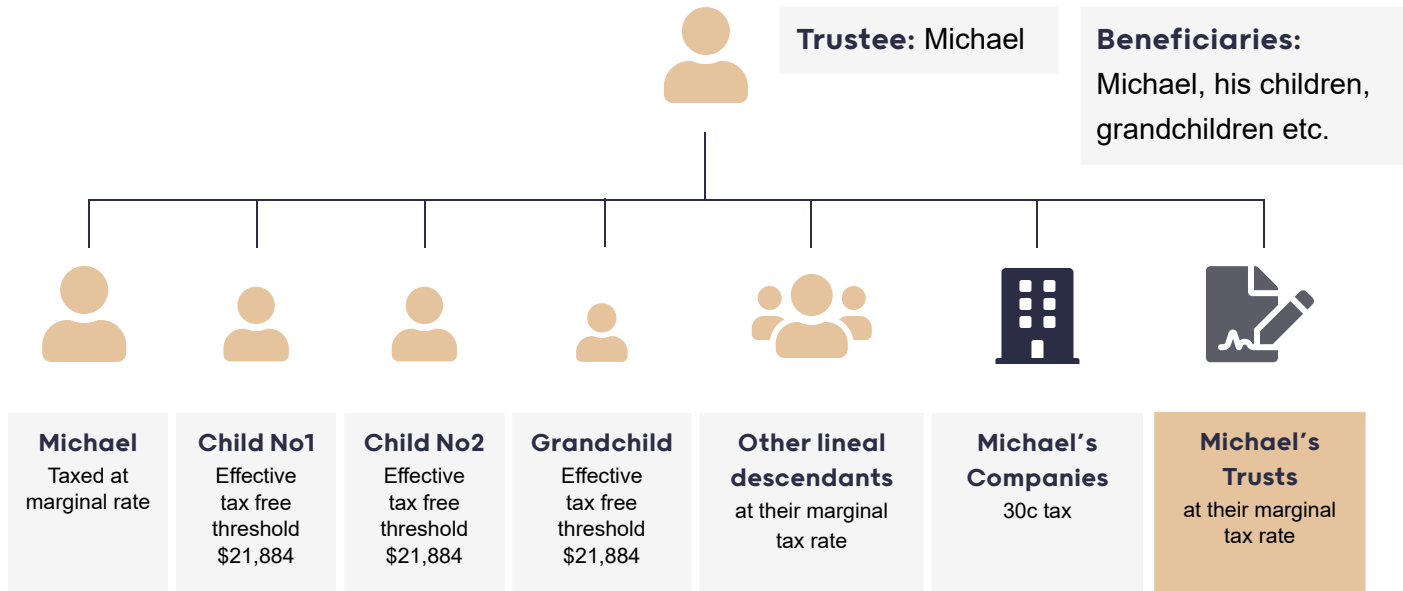 Trustee: Michael
Beneficiaries:
Michael, his children,
grandchildren etc.
Michael
Taxed at
marginal rate
Child No1
Effective
tax free
threshold
$21,884
Child No2
Effective
tax free
threshold
$21,884
Grandchild
Effective
tax free
threshold
$21,884
Other lineal
descendants
at their marginal
tax rate
Michael's
Companies
30c tax
Michael's
Trusts
at their marginal
tax rate